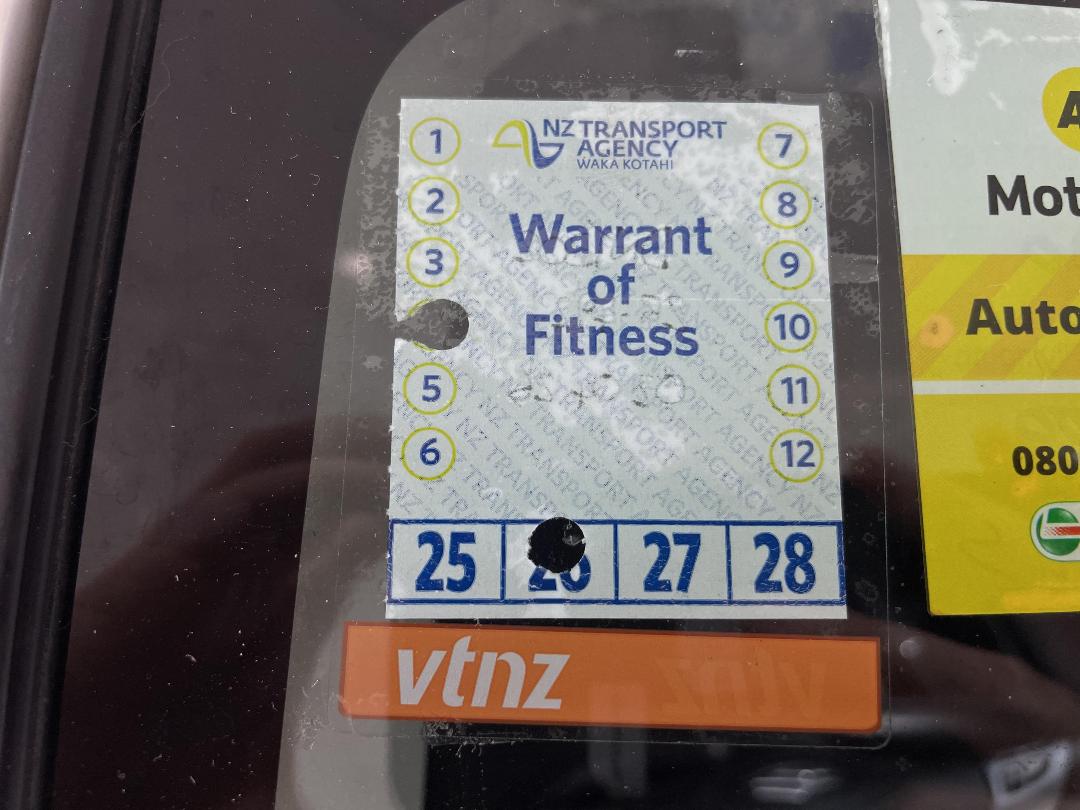 NZ TRANSPORT
AGENCY
WAKA KOTAHI
1
2
3
5
6
7
8
9
10
11
12
Warrant
of
Fitness
25 26 27 28
vtnz
A
Mot
Auto
080